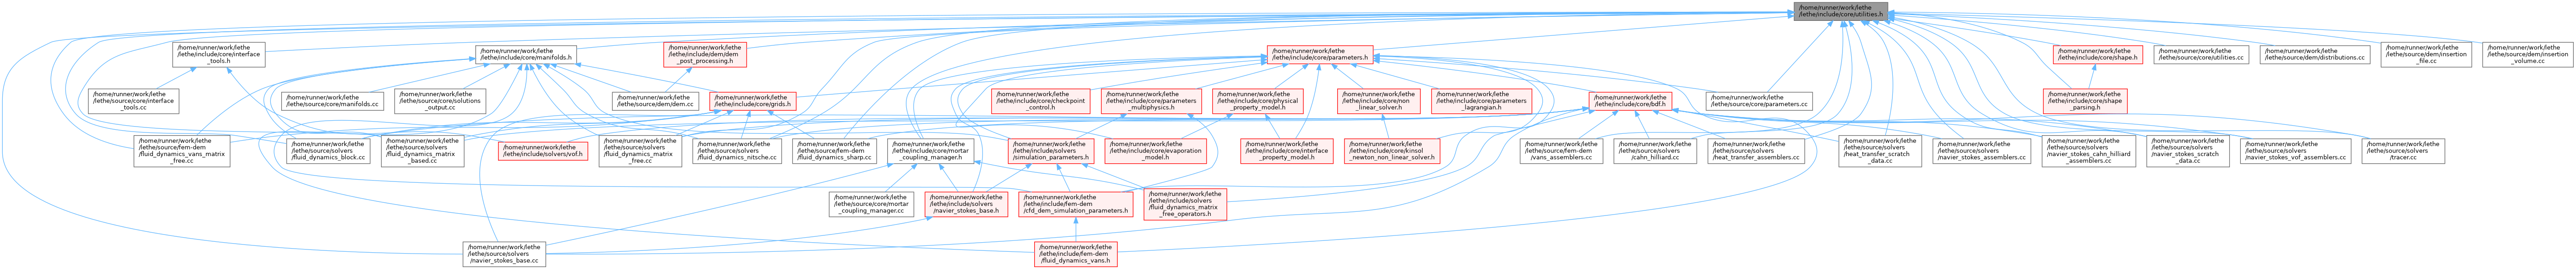 /home/runner/work/lethe
/lethe/include/core/utilities.h
/home/runner/work/lethe
/lethe/include/core/interface
_tools.h
/home/runner/work/lethe
/lethe/include/core/manifolds.h
/home/runner/work/lethe
/lethe/include/dem/dem
_post_processing.h
/home/runner/work/lethe
/lethe/include/core/parameters.h
/home/runner/work/lethe
/lethe/include/core/shape.h
/home/runner/work/lethe
/lethe/source/core/utilities.cc
/home/runner/work/lethe
/lethe/source/dem/distributions.cc
/home/runner/work/lethe
/lethe/source/dem/insertion
_file.cc
/home/runner/work/lethe
/lethe/source/dem/insertion
_volume.cc
/home/runner/work/lethe
/lethe/source/core/interface
_tools.cc
/home/runner/work/lethe
/lethe/source/core/manifolds.cc
/home/runner/work/lethe
/lethe/source/core/solutions
_output.cc
/home/runner/work/lethe
/lethe/source/dem/dem.cc
/home/runner/work/lethe
/lethe/include/core/grids.h
/home/runner/work/lethe
/lethe/include/core/checkpoint
_control.h
/home/runner/work/lethe
/lethe/include/core/parameters
_multiphysics.h
/home/runner/work/lethe
/lethe/include/core/physical
_property_model.h
/home/runner/work/lethe
/lethe/include/core/non
_linear_solver.h
/home/runner/work/lethe
/lethe/include/core/parameters
_lagrangian.h
/home/runner/work/lethe
/lethe/include/core/bdf.h
/home/runner/work/lethe
/lethe/source/core/parameters.cc
/home/runner/work/lethe
/lethe/include/core/shape
_parsing.h
/home/runner/work/lethe
/lethe/source/fem-dem
/fluid_dynamics_vans_matrix
_free.cc
/home/runner/work/lethe
/lethe/source/solvers
/fluid_dynamics_block.cc
/home/runner/work/lethe
/lethe/source/solvers
/fluid_dynamics_matrix
_based.cc
/home/runner/work/lethe
/lethe/include/solvers/vof.h
/home/runner/work/lethe
/lethe/source/solvers
/fluid_dynamics_matrix
_free.cc
/home/runner/work/lethe
/lethe/source/solvers
/fluid_dynamics_nitsche.cc
/home/runner/work/lethe
/lethe/source/fem-dem
/fluid_dynamics_sharp.cc
/home/runner/work/lethe
/lethe/include/core/mortar
_coupling_manager.h
/home/runner/work/lethe
/lethe/include/solvers
/simulation_parameters.h
/home/runner/work/lethe
/lethe/include/core/evaporation
_model.h
/home/runner/work/lethe
/lethe/include/core/interface
_property_model.h
/home/runner/work/lethe
/lethe/include/core/kinsol
_newton_non_linear_solver.h
/home/runner/work/lethe
/lethe/source/fem-dem
/vans_assemblers.cc
/home/runner/work/lethe
/lethe/source/solvers
/cahn_hilliard.cc
/home/runner/work/lethe
/lethe/source/solvers
/heat_transfer_assemblers.cc
/home/runner/work/lethe
/lethe/source/solvers
/heat_transfer_scratch
_data.cc
/home/runner/work/lethe
/lethe/source/solvers
/navier_stokes_assemblers.cc
/home/runner/work/lethe
/lethe/source/solvers
/navier_stokes_cahn_hilliard
_assemblers.cc
/home/runner/work/lethe
/lethe/source/solvers
/navier_stokes_scratch
_data.cc
/home/runner/work/lethe
/lethe/source/solvers
/navier_stokes_vof_assemblers.cc
/home/runner/work/lethe
/lethe/source/solvers
/tracer.cc
/home/runner/work/lethe
/lethe/source/core/mortar
_coupling_manager.cc
/home/runner/work/lethe
/lethe/include/solvers
/navier_stokes_base.h
/home/runner/work/lethe
/lethe/include/fem-dem
/cfd_dem_simulation_parameters.h
/home/runner/work/lethe
/lethe/include/solvers
/fluid_dynamics_matrix
_free_operators.h
/home/runner/work/lethe
/lethe/source/solvers
/navier_stokes_base.cc
/home/runner/work/lethe
/lethe/include/fem-dem
/fluid_dynamics_vans.h